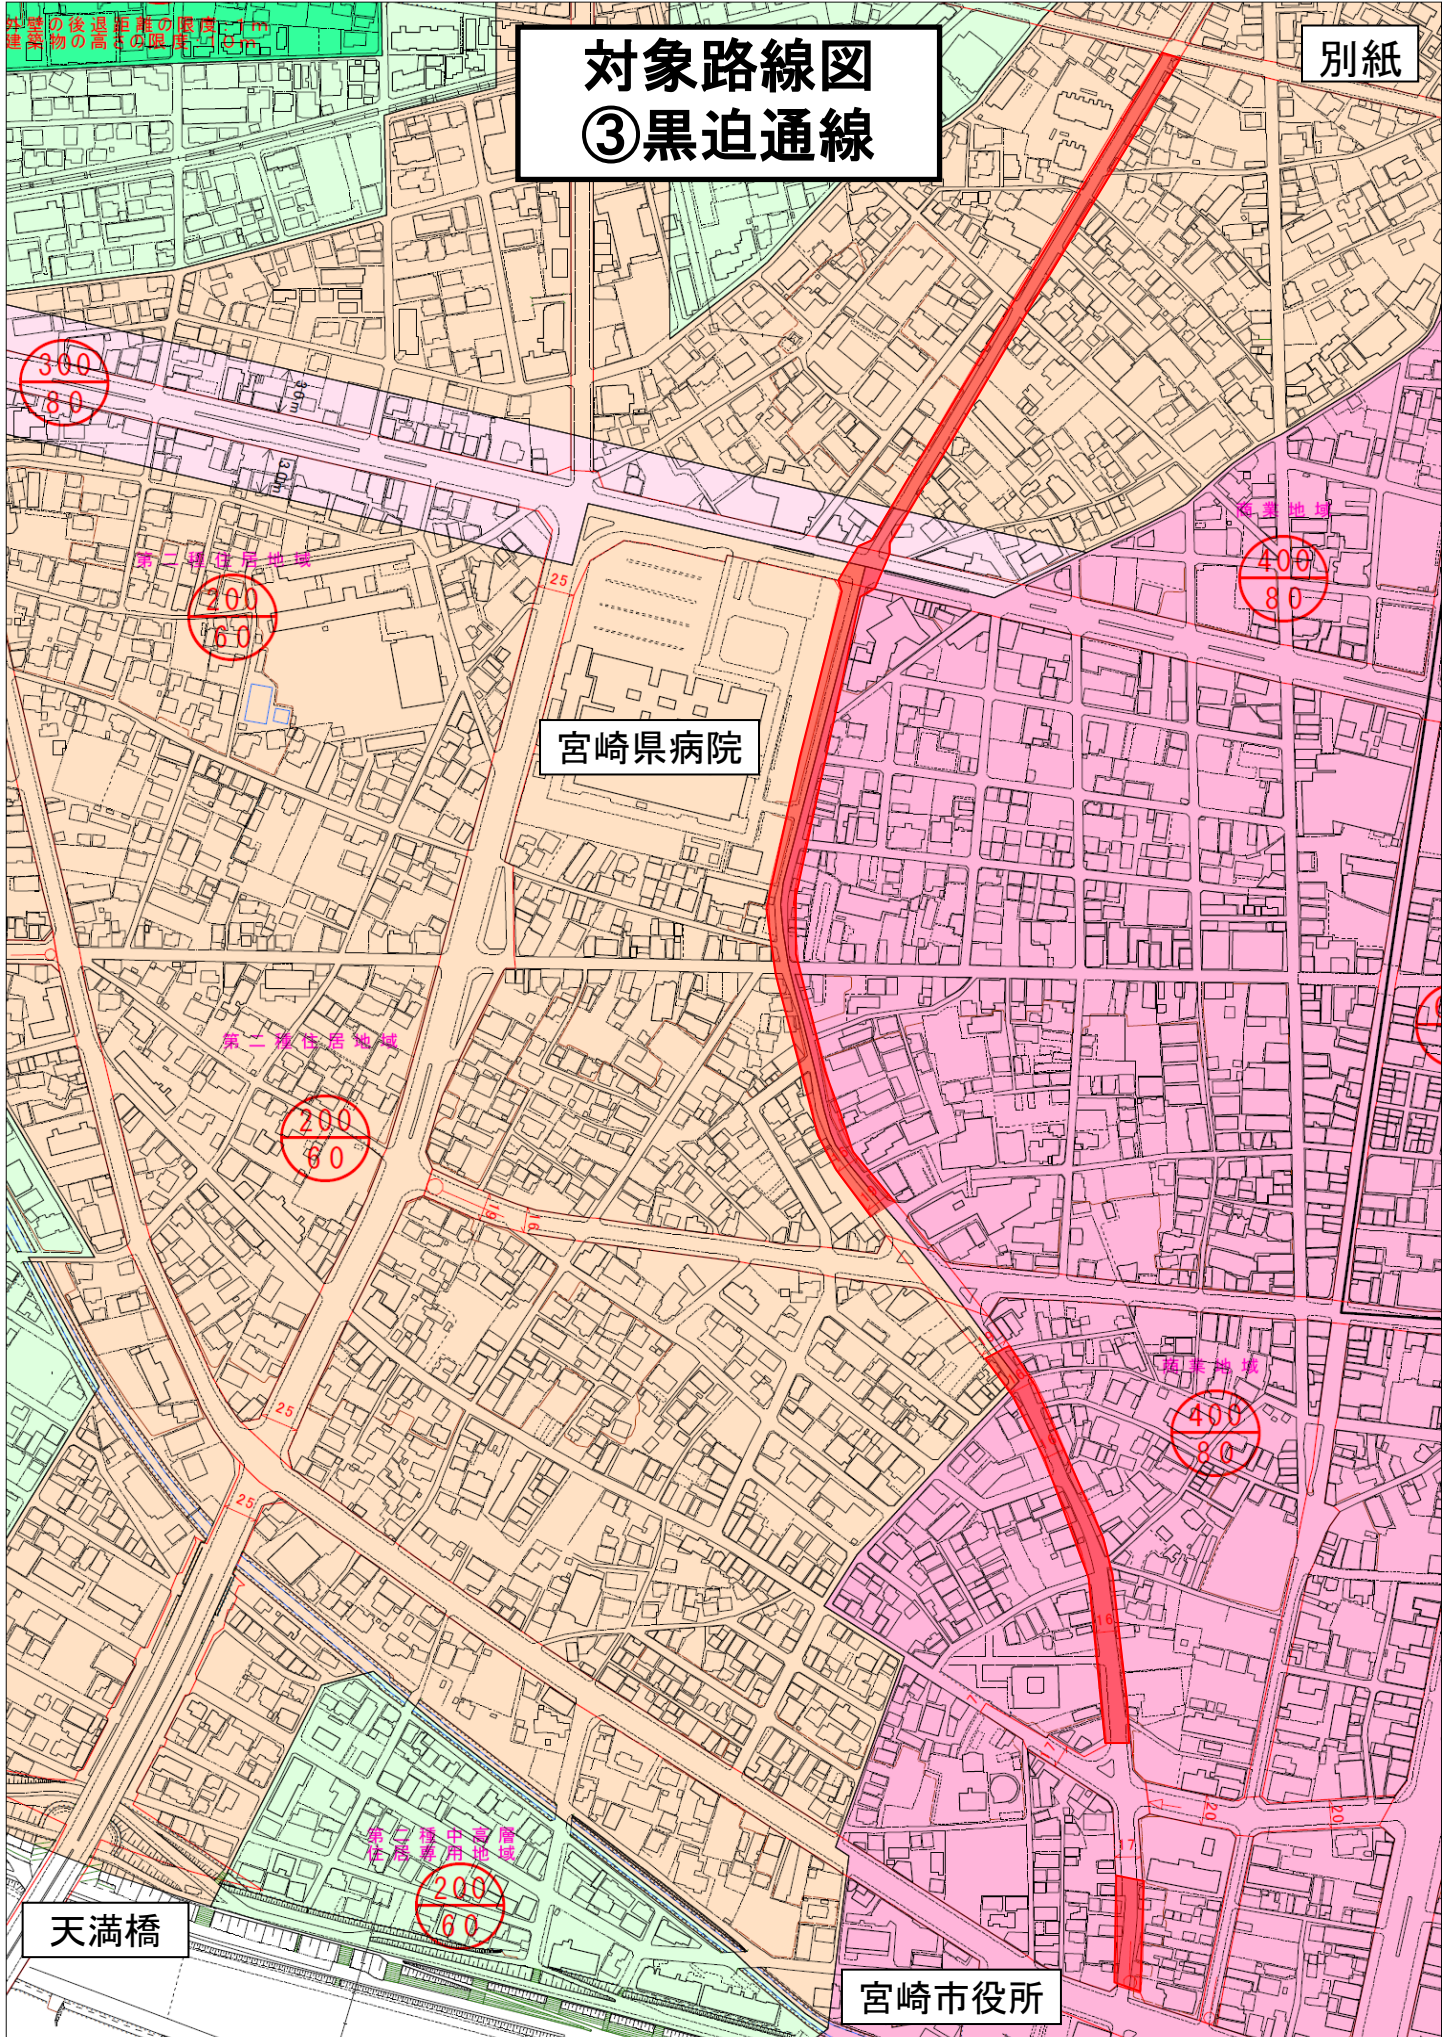 外壁の後退距離の限度 1m
建築物の高さの限度 10m
対象路線図
③黒迫通線
別紙
300
80
30m
30m
商業地域
400
80
第二種住居地域
200
60
25
宮崎県病院
第二種住居地域
200
60
19
16
商業地域
400
80
25
25
16
7
17
20
20
17
第二種中高層
住居専用地域
200
60
天満橋
宮崎市役所